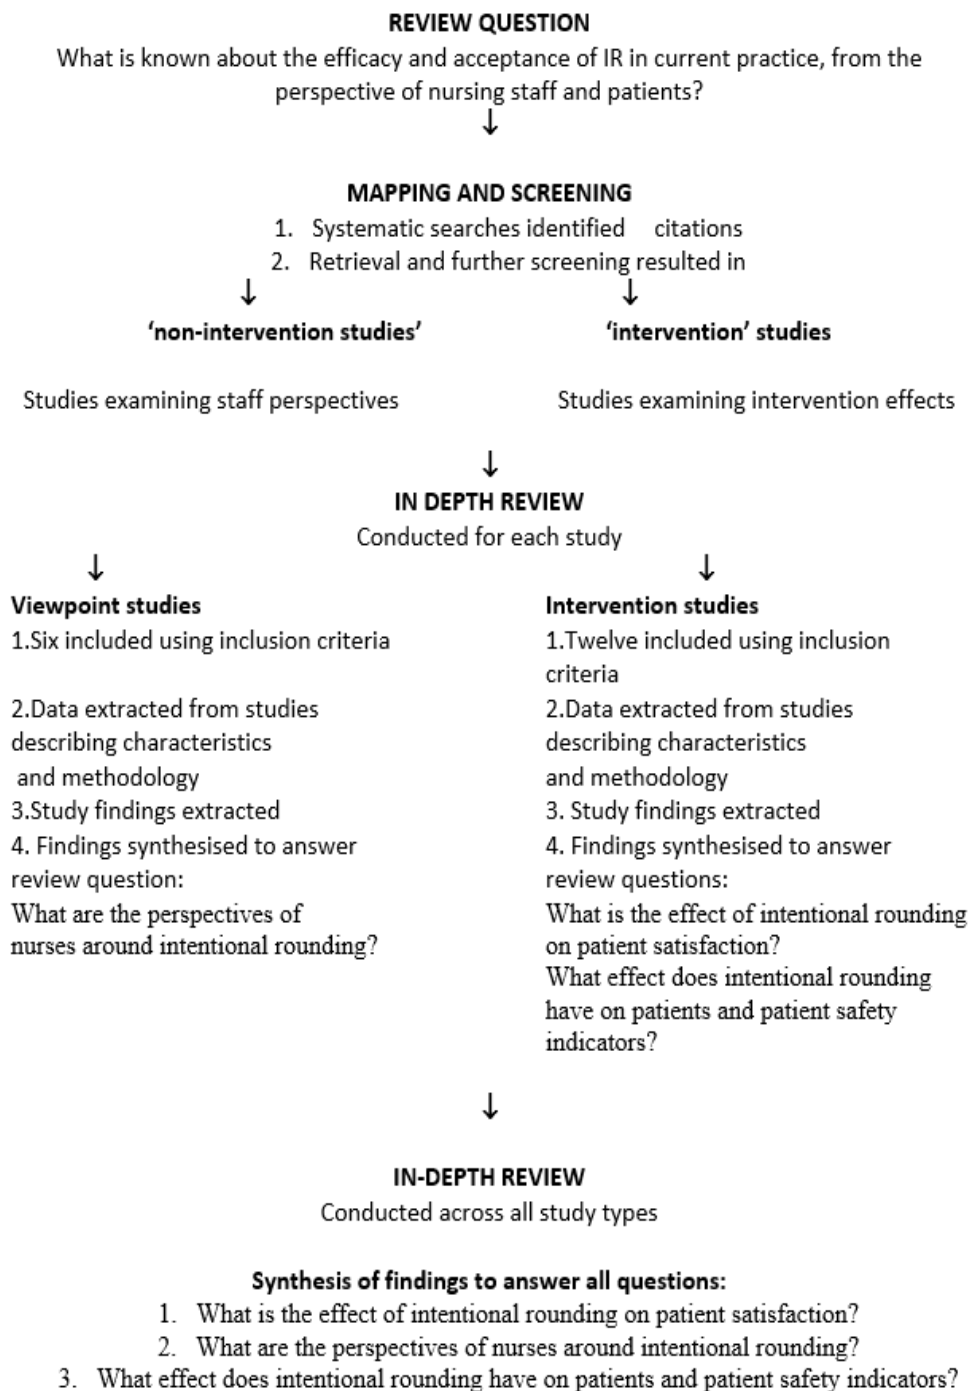 REVIEW QUESTION
What is known about the efficacy and acceptance of IR in current practice, from the
perspective of nursing staff and patients?
↓
MAPPING AND SCREENING
1. Systematic searches identified citations
2. Retrieval and further screening resulted in
↓ ↓
‘non-intervention studies’ ‘intervention’ studies
Studies examining staff perspectives Studies examining intervention effects
↓
IN DEPTH REVIEW
Conducted for each study
↓ ↓
Viewpoint studies
1.Six included using inclusion criteria
2.Data extracted from studies
describing characteristics
and methodology
3.Study findings extracted
4. Findings synthesised to answer
review question:
What are the perspectives of
nurses around intentional rounding?
Intervention studies
1.Twelve included using inclusion
criteria
2.Data extracted from studies
describing characteristics
and methodology
3. Study findings extracted
4. Findings synthesised to answer
review questions:
What is the effect of intentional rounding
on patient satisfaction?
What effect does intentional rounding
have on patients and patient safety
indicators?
↓
IN-DEPTH REVIEW
Conducted across all study types
Synthesis of findings to answer all questions:
1. What is the effect of intentional rounding on patient satisfaction?
2. What are the perspectives of nurses around intentional rounding?
3. What effect does intentional rounding have on patients and patient safety indicators?